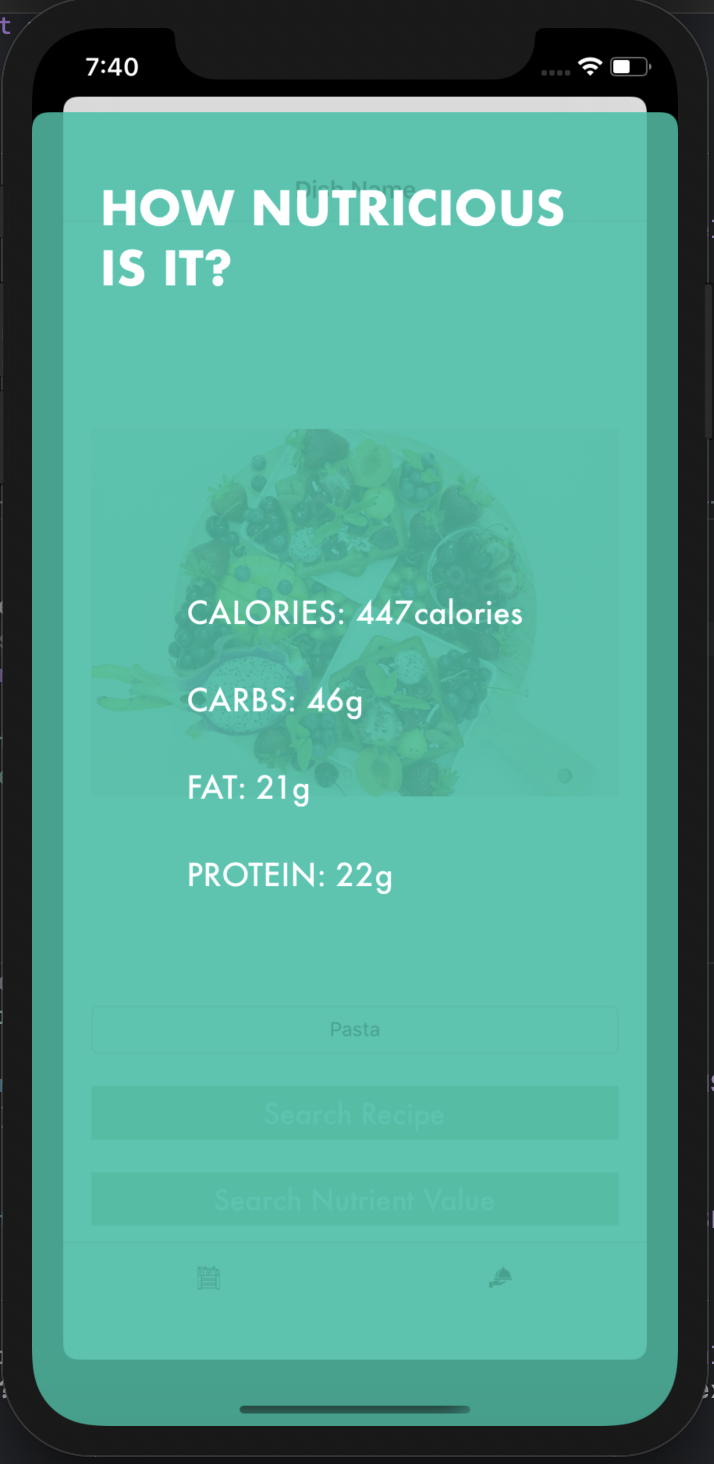 7:40
Dish Name
HOW NUTRICIOUS
IS IT?
CALORIES: 447calories
CARBS: 46g
FAT: 21g
PROTEIN: 22g
Pasta
Search Recipe
Search Nutrient Value